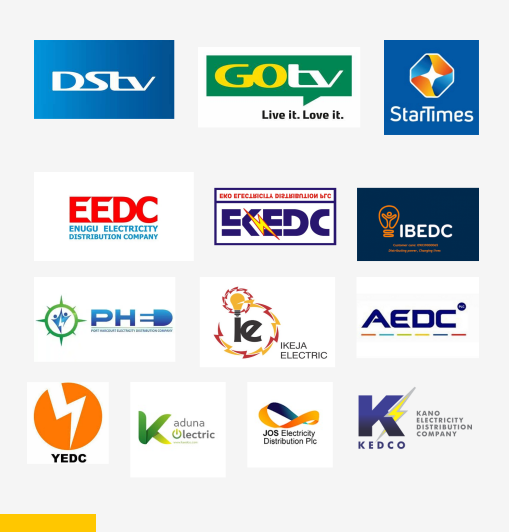 DStv
GOtv
Live it. Love it.
StarTimes
EEDC
ENUGU ELECTRICITY
DISTRIBUTION COMPANY
EKO ELECTRICITY DISTRIBUTION PLC
EKEDC
IBEDC
PHED
PORT HARCOURT ELECTRICITY DISTRIBUTION COMPANY
ie
IKEJA
ELECTRIC
AEDC
YEDC
Kaduna
Electric
JOS Electricity
Distribution Plc
KEDCO
KANO
ELECTRICITY
DISTRIBUTION
COMPANY